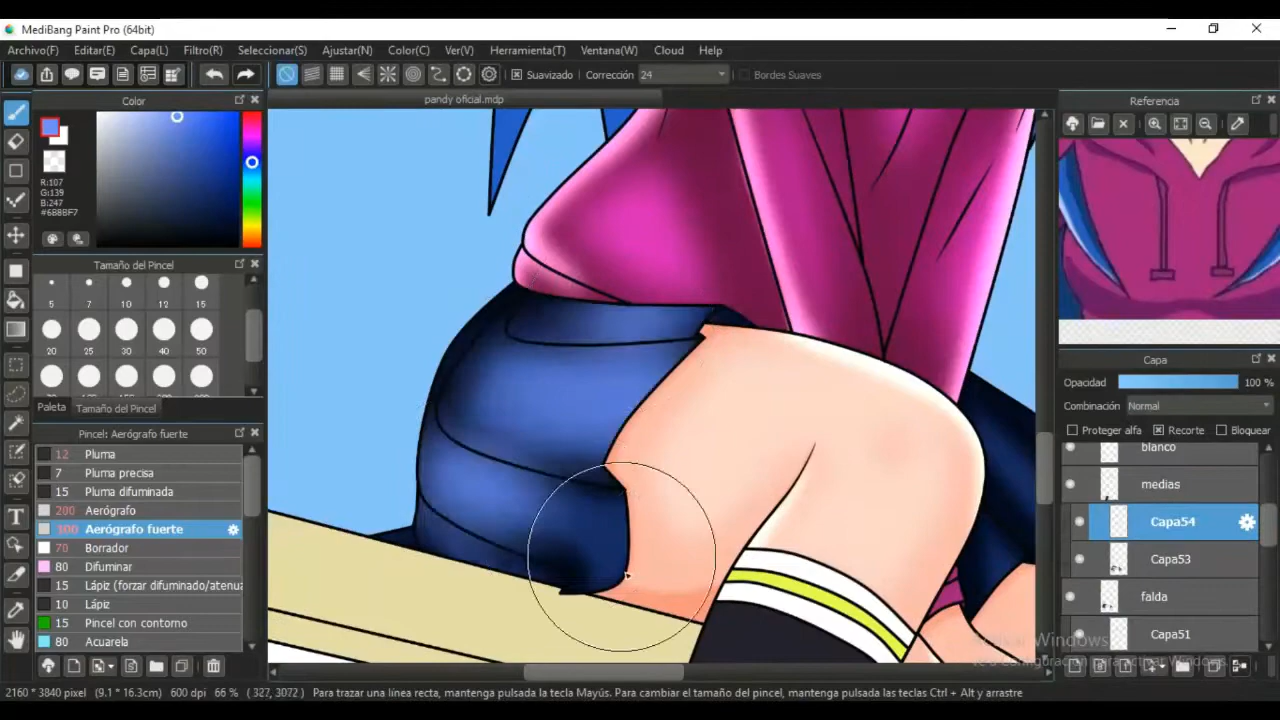 MediBang Paint Pro (64bit)
Archivo(F) Editar(E) Capa(L) Filtro(R) Seleccionar(S) Ajustar(N) Color(C) Ver(V) Herramienta(T) Ventana(W) Cloud Help
Suavizado Corrección 24 Bordes Suaves
Color
pandy oficial.mdp
Referencia
R:107
G:139
B:247
#6B8BF7
Tamaño del Pincel
5 7 10 12 15
20 25 30 40 50
Paleta Tamaño del Pincel
Pincel: Aerógrafo fuerte
12 Pluma
7 Pluma precisa
15 Pluma difuminada
200 Aerógrafo
100 Aerógrafo fuerte
70 Borrador
80 Difuminar
15 Lápiz (forzar difuminado/atenua
10 Lápiz
15 Pincel con contorno
80 Acuarela
Capa
Opacidad 100 %
Combinación Normal
Proteger alfa Recorte Bloquear
blanco
medias
Capa54
Capa53
falda
Capa51
2160 * 3840 pixel (9.1 * 16.3cm) 600 dpi 66 % ( 327, 3072 ) Para trazar una línea recta, mantenga pulsada la tecla Mayús. Para cambiar el tamaño del pincel, mantenga pulsadas las teclas Ctrl + Alt y arrastre